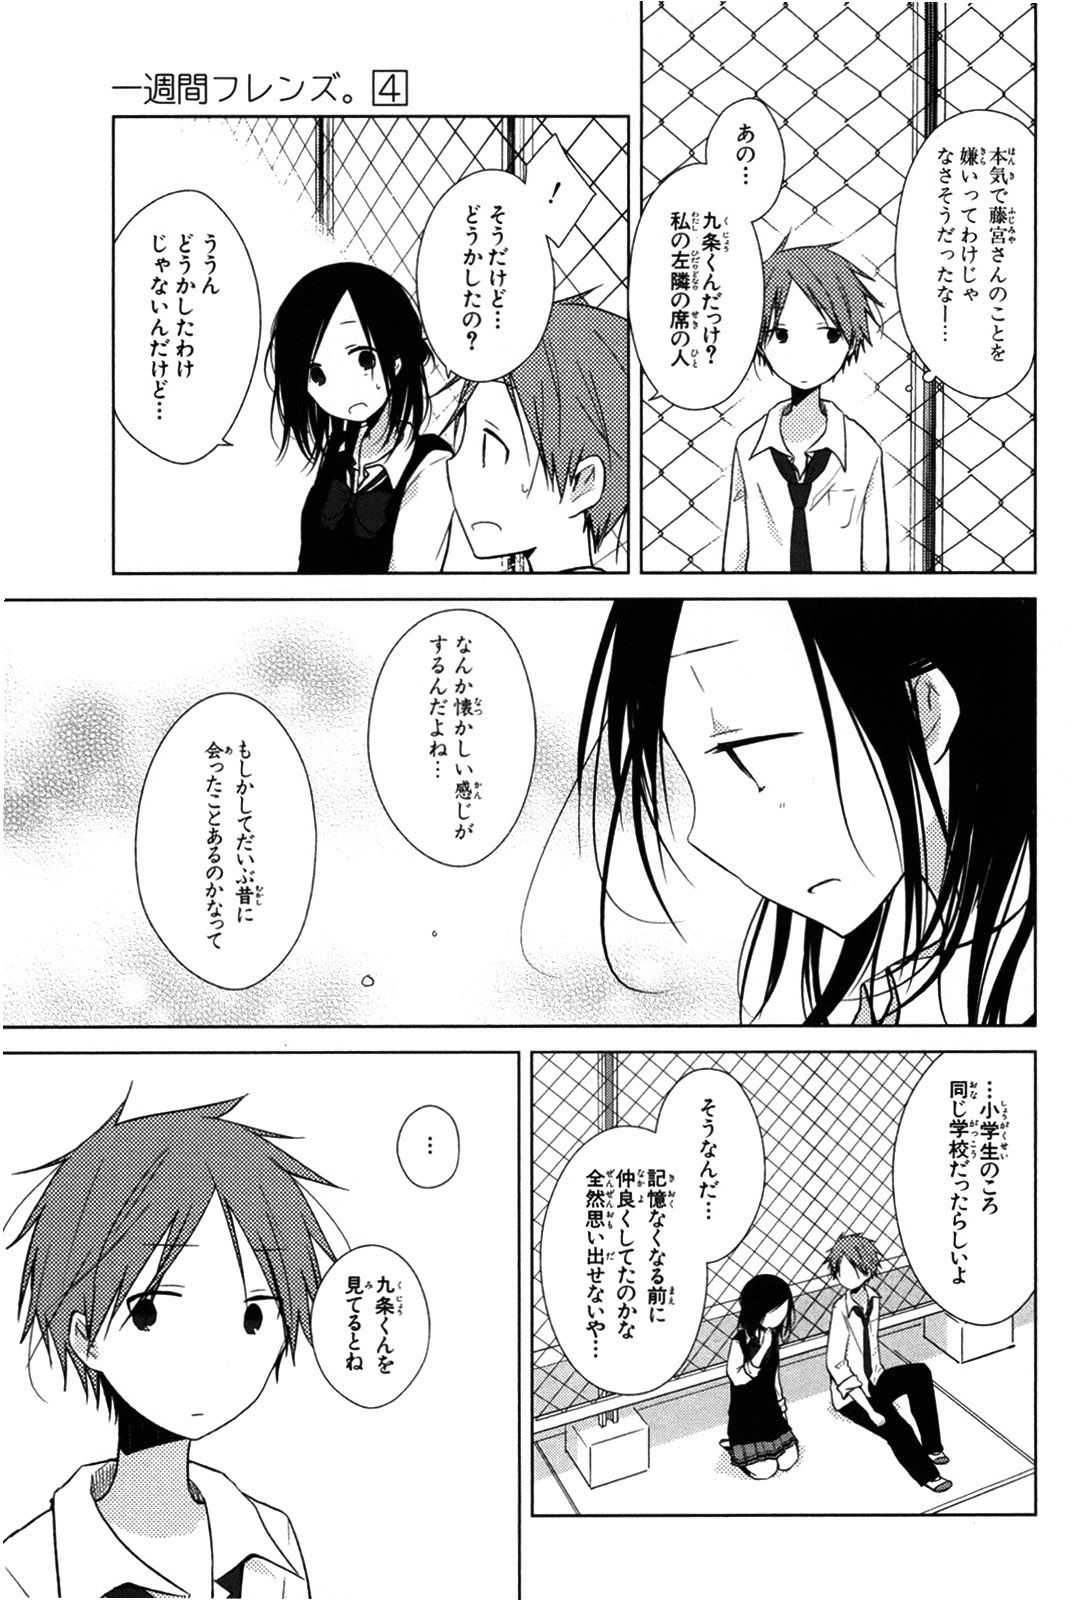 一週間フレンズ。4
本気で藤宮さんのことを
嫌いってわけじゃ
なさそうだったな―…
あの…
九条くんだっけ?
私の左隣の席の人
!
そうだけど…
どうかしたの?
ううん
どうかしたわけ
じゃないんだけど…
なんか懐かしい感じが
するんだよね…
もしかしてだいぶ昔に
会ったことあるのかなって
…小学生のころ
同じ学校だったらしいよ
そうなんだ…
記憶なくなる前に
仲良くしてたのかな
全然思い出せないや…
…
九条くんを
見てるとね